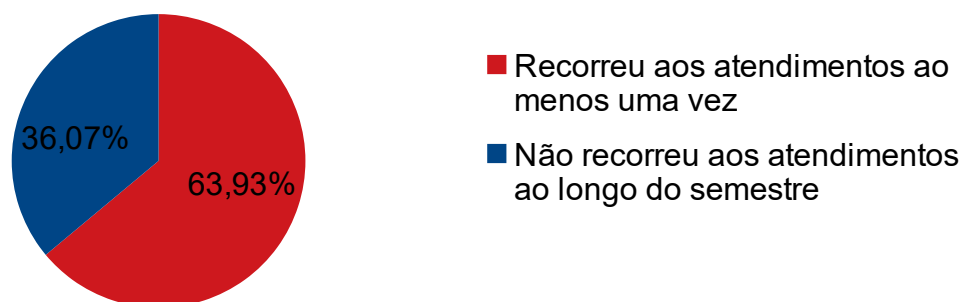 36,07%
63,93%
Recorreu aos atendimentos ao
menos uma vez
Não recorreu aos atendimentos
ao longo do semestre